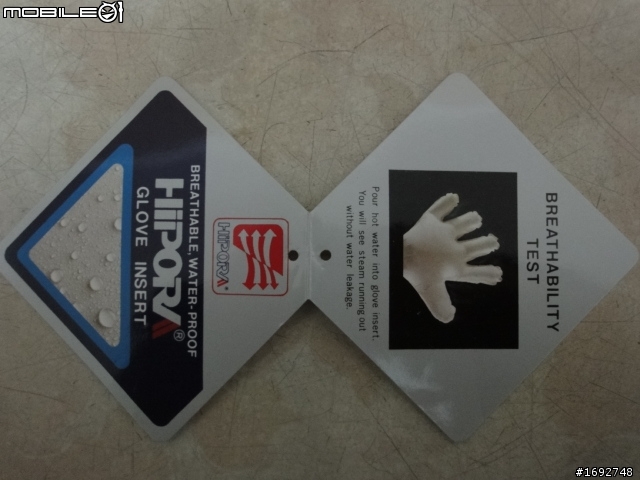 mobile01
BREATHABLE, WATER-PROOF
HiPORA®
GLOVE INSERT
HiPORA®
BREATHABILITY
TEST
Pour hot water into glove insert.
You will see steam running out
without water leakage.
#1692748